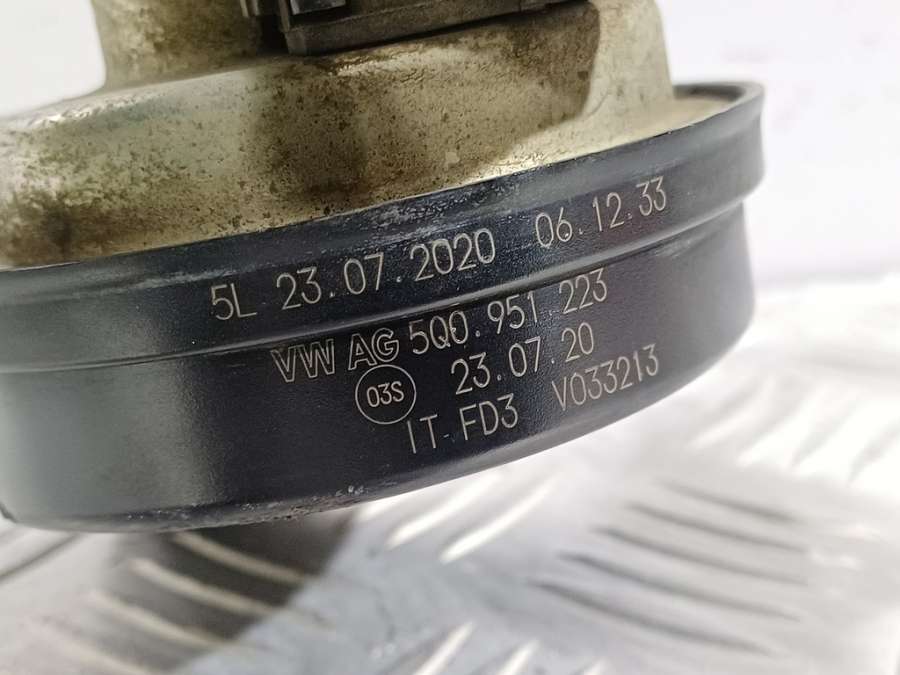 5L 23.07.2020 06.12.33
VW AG 5Q0.951 223
03S 23.07.20
IT FD3 V033213